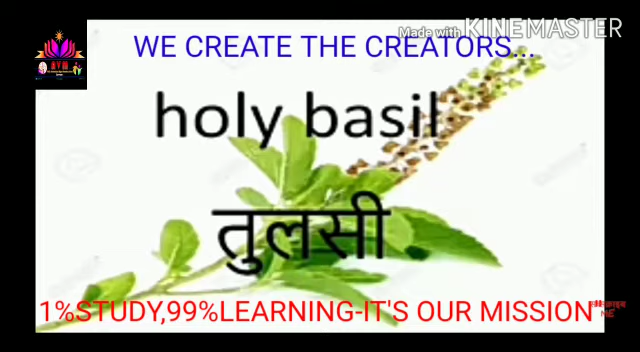 Made with KINEMASTER
WE CREATE THE CREATORS...
holy basil
तुलसी
1%STUDY,99%LEARNING-IT'S OUR MISSION